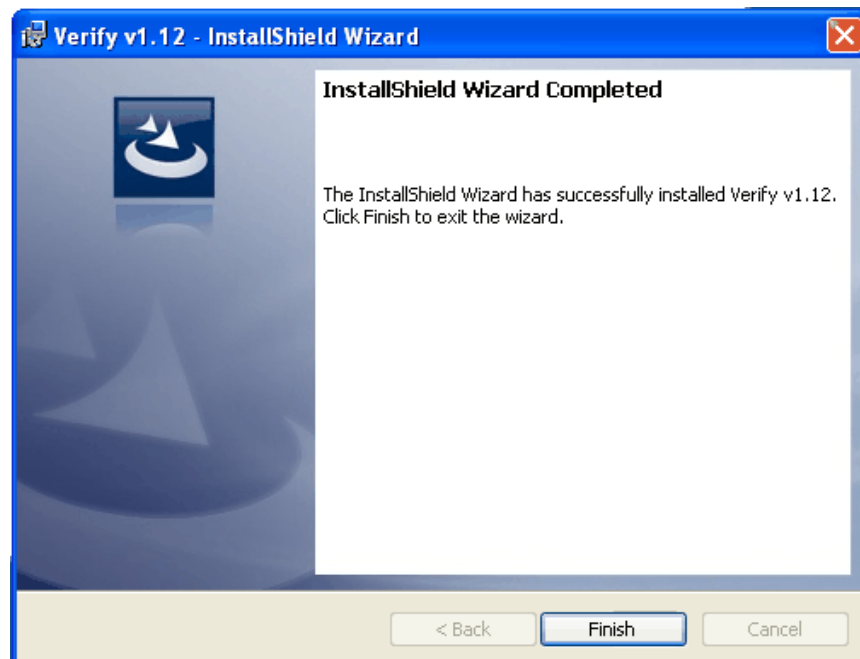 Verify v1.12 - InstallShield Wizard
InstallShield Wizard Completed
The InstallShield Wizard has successfully installed Verify v1.12.
Click Finish to exit the wizard.
< Back
Finish
Cancel